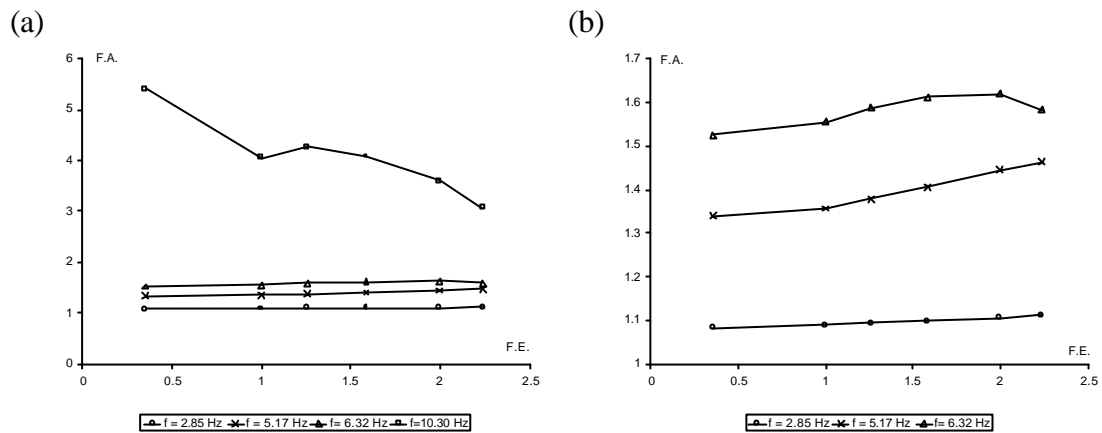 (a)
F.A.
6
5
4
3
2
1
0
0 0.5 1 1.5 2 2.5
F.E.
f = 2.85 Hz f = 5.17 Hz f= 6.32 Hz f=10.30 Hz
(b)
F.A.
1.7
1.6
1.5
1.4
1.3
1.2
1.1
1
0 0.5 1 1.5 2 2.5
F.E.
f = 2.85 Hz f = 5.17 Hz f= 6.32 Hz